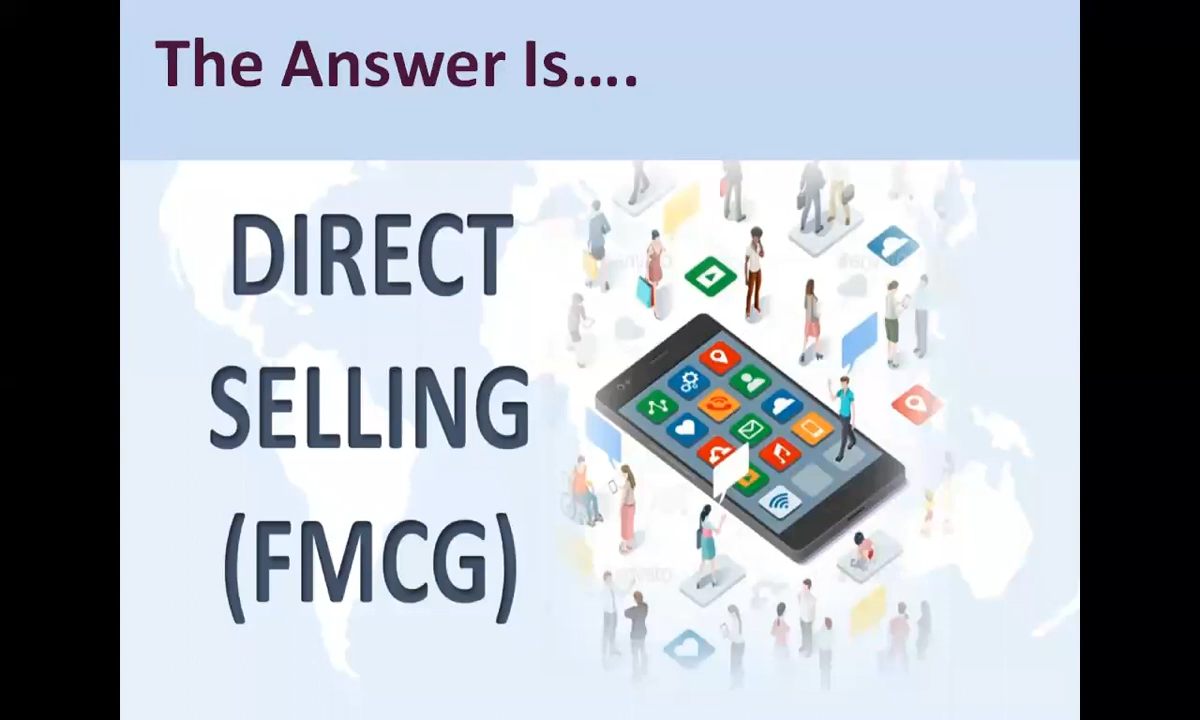 The Answer Is....
DIRECT
SELLING
(FMCG)